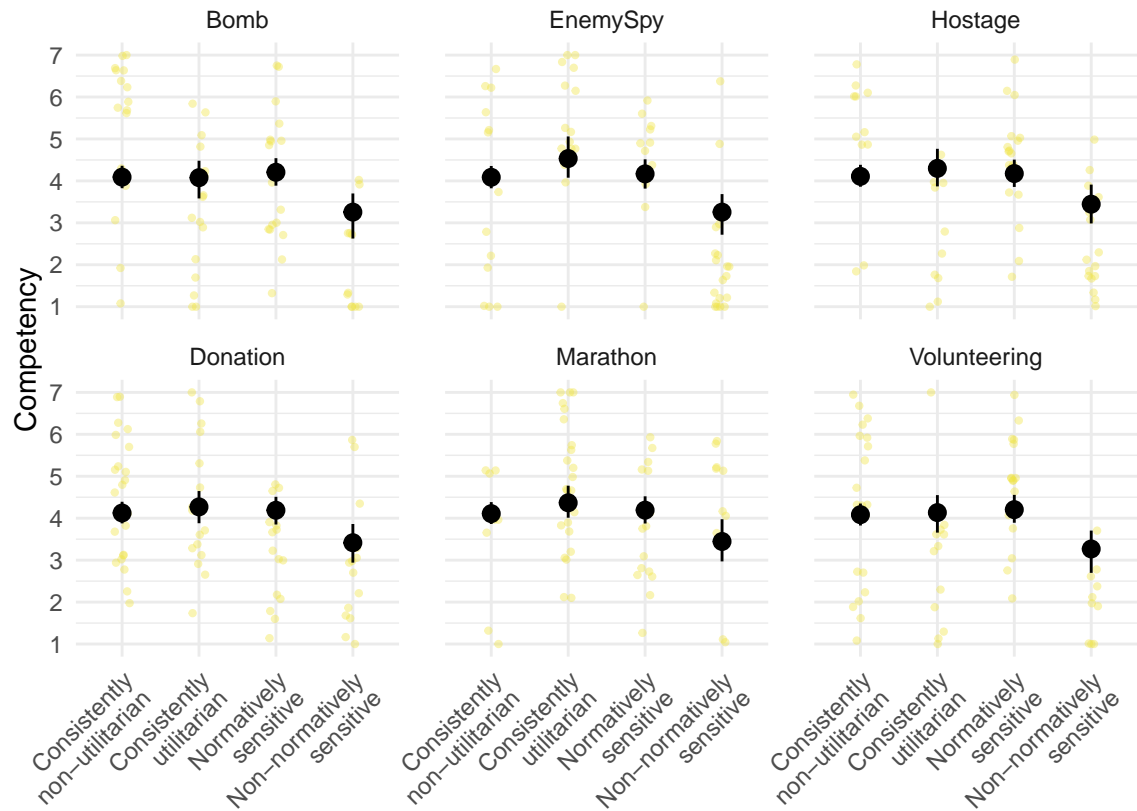 Bomb
EnemySpy
Hostage
7
6
5
4
3
2
1
Competency
Donation
Marathon
Volunteering
7
6
5
4
3
2
1
Consistently
non−utilitarian
Consistently
utilitarian
Normatively
sensitive
Non−normatively
sensitive
Consistently
non−utilitarian
Consistently
utilitarian
Normatively
sensitive
Non−normatively
sensitive
Consistently
non−utilitarian
Consistently
utilitarian
Normatively
sensitive
Non−normatively
sensitive